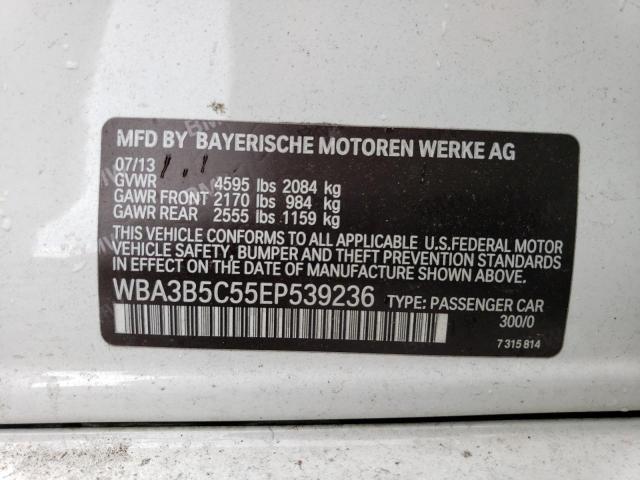 MFD BY BAYERISCHE MOTOREN WERKE AG
07/13
GVWR 4595 lbs 2084 kg
GAWR FRONT 2170 lbs 984 kg
GAWR REAR 2555 lbs 1159 kg
THIS VEHICLE CONFORMS TO ALL APPLICABLE U.S.FEDERAL MOTOR
VEHICLE SAFETY, BUMPER AND THEFT PREVENTION STANDARDS
IN EFFECT ON THE DATE OF MANUFACTURE SHOWN ABOVE.
WBA3B5C55EP539236 TYPE: PASSENGER CAR
300/0
7 315 814